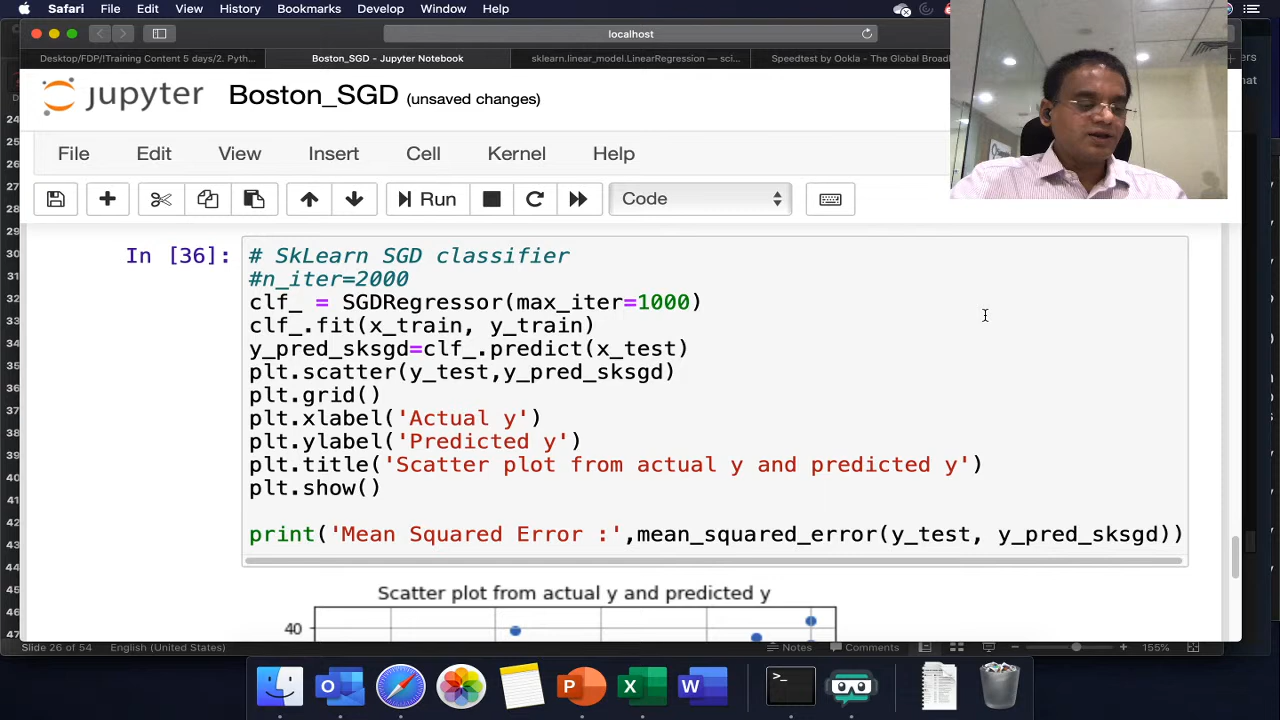 Safari File Edit View History Bookmarks Develop Window Help
localhost
Desktop/FDP/!Training Content 5 days/2. Pyth...
Boston_SGD - Jupyter Notebook
sklearn.linear_model.LinearRegression — sci...
Speedtest by Ookla - The Global Broadb
jupyter Boston_SGD (unsaved changes)
File Edit View Insert Cell Kernel Help
Run
Code
In [36]:
# SkLearn SGD classifier
#n_iter=2000
clf_ = SGDRegressor(max_iter=1000)
clf_.fit(x_train, y_train)
y_pred_sksgd=clf_.predict(x_test)
plt.scatter(y_test,y_pred_sksgd)
plt.grid()
plt.xlabel('Actual y')
plt.ylabel('Predicted y')
plt.title('Scatter plot from actual y and predicted y')
plt.show()
print('Mean Squared Error :',mean_squared_error(y_test, y_pred_sksgd))
Scatter plot from actual y and predicted y
40
Slide 26 of 54 English (United States) Notes Comments 155%